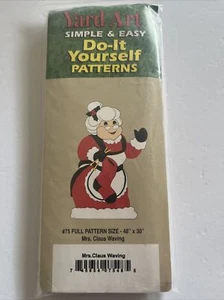 Yard Art
SIMPLE & EASY
Do-It
Yourself
PATTERNS
#75 FULL PATTERN SIZE - 48" x 30"
Mrs. Claus Waving
Mrs. Claus Waving